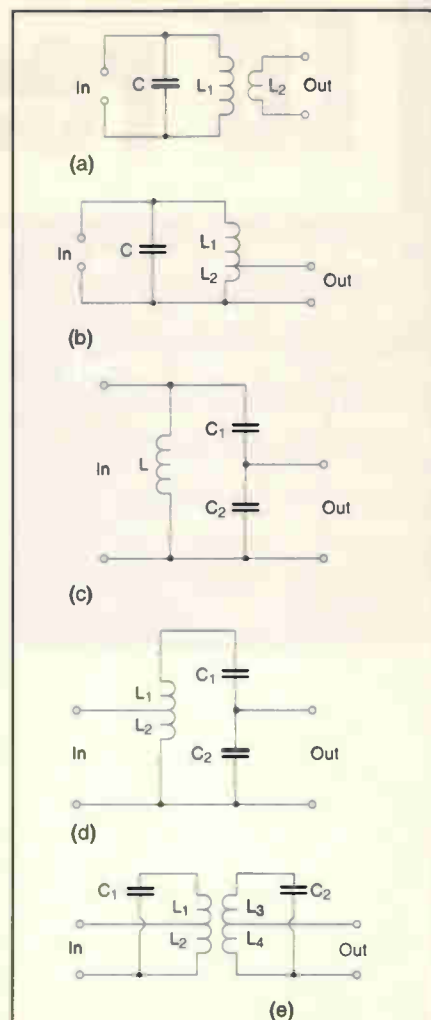 In C L₁ L₂ Out
(a)
In C L₁ L₂ Out
(b)
In L C₁ C₂ Out
(c)
In L₁ L₂ C₁ C₂ Out
(d)
C₁ L₁ L₃ C₂
In L₂ L₄ Out
(e)